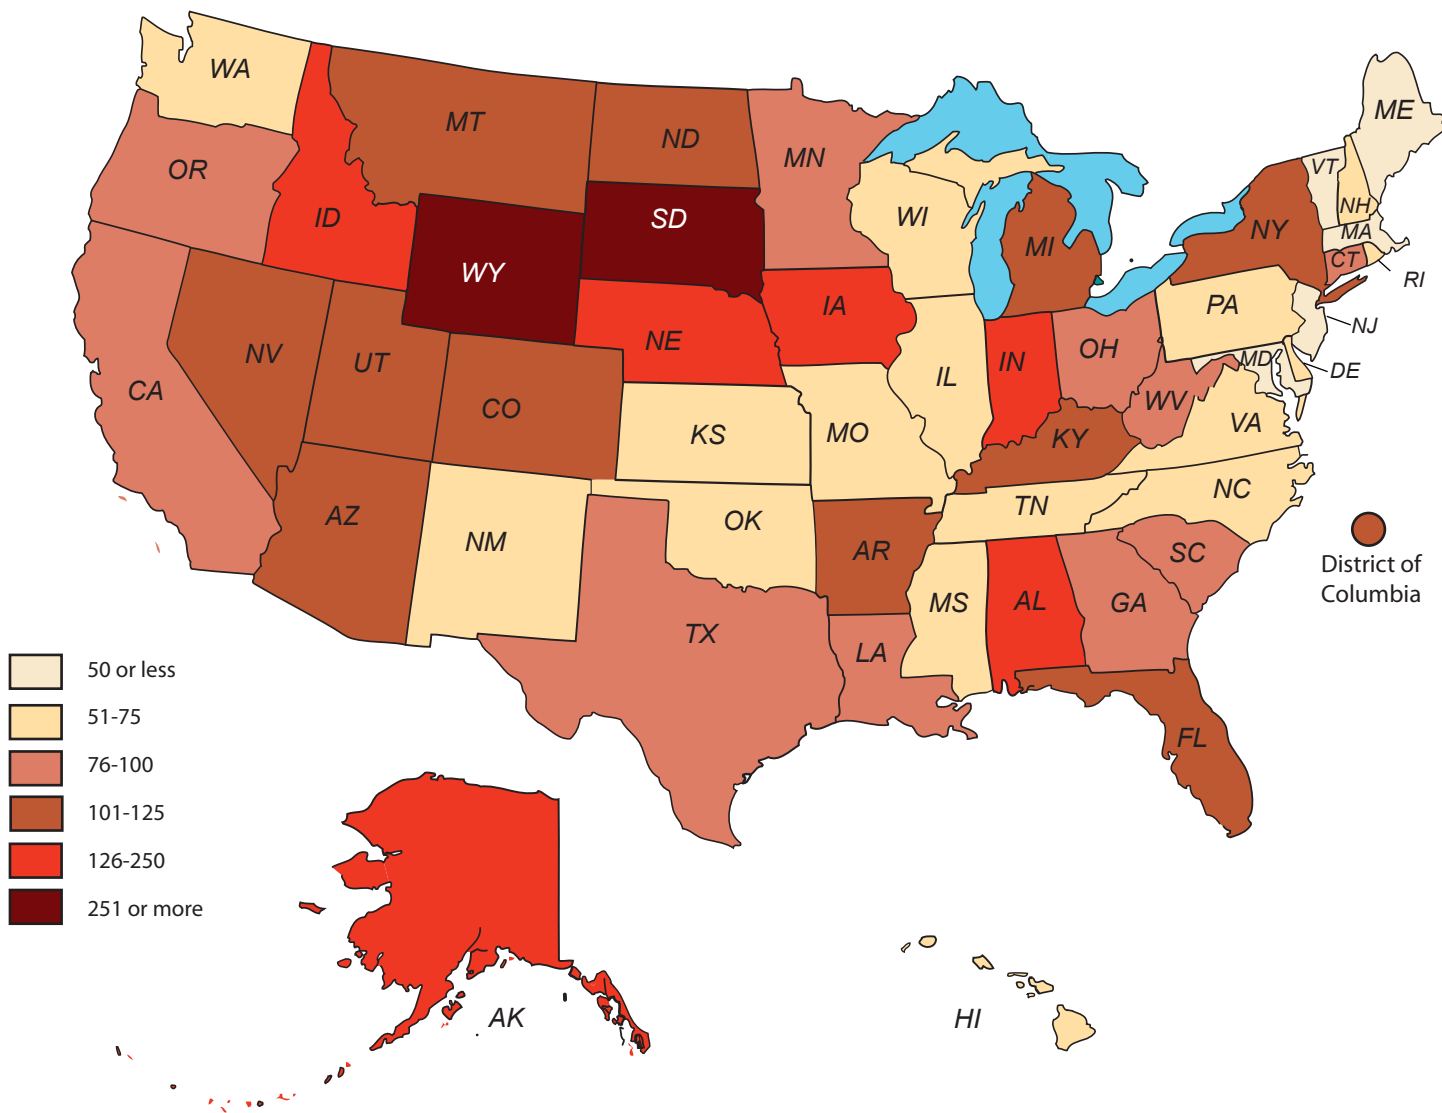 WA
MT
ND
MN
ME
OR
ID
SD
WI
MI
NY
VT
NH
MA
CT
RI
WY
IA
NE
PA
NJ
NV
UT
CO
CA
IL
IN
OH
MD
DE
WV
VA
KS
MO
KY
AZ
NM
OK
AR
TN
NC
SC
MS
AL
GA
TX
LA
FL
District of
Columbia
50 or less
51-75
76-100
101-125
126-250
251 or more
AK
HI